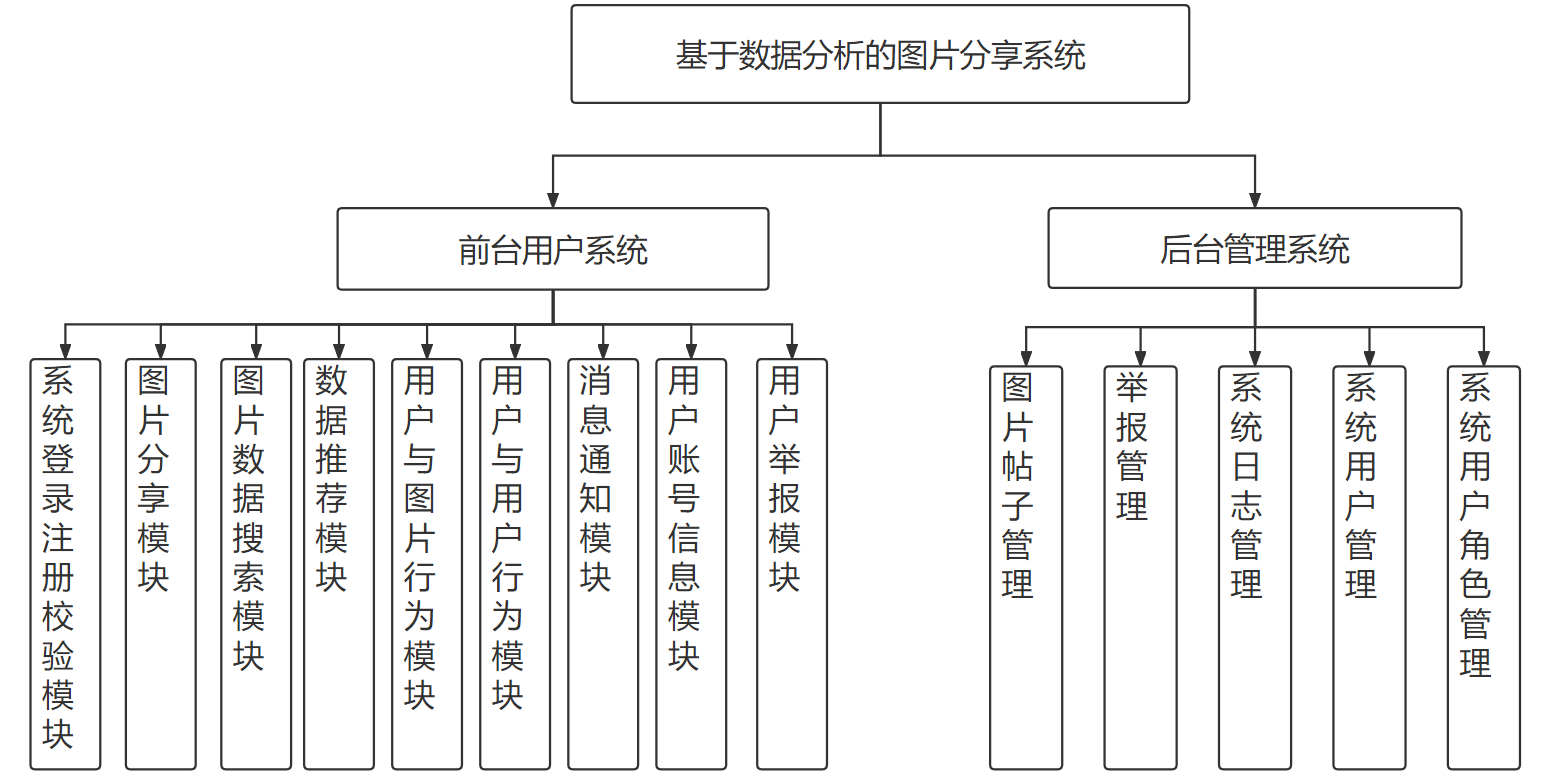 基于数据分析的图片分享系统
前台用户系统
后台管理系统
系统登录注册校验模块
图片分享模块
图片数据搜索模块
数据推荐模块
用户与图片行为模块
用户与用户行为模块
消息通知模块
用户账号信息模块
用户举报模块
图片帖子管理
举报管理
系统日志管理
系统用户管理
系统用户角色管理